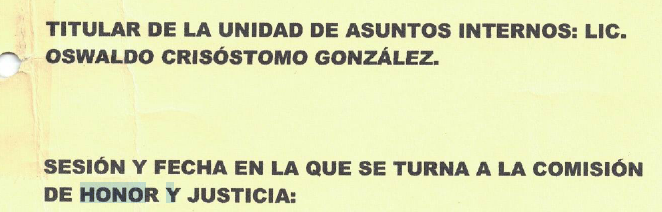 TITULAR DE LA UNIDAD DE ASUNTOS INTERNOS: LIC.
OSWALDO CRISÓSTOMO GONZÁLEZ.
SESIÓN Y FECHA EN LA QUE SE TURNA A LA COMISIÓN
DE HONOR Y JUSTICIA: